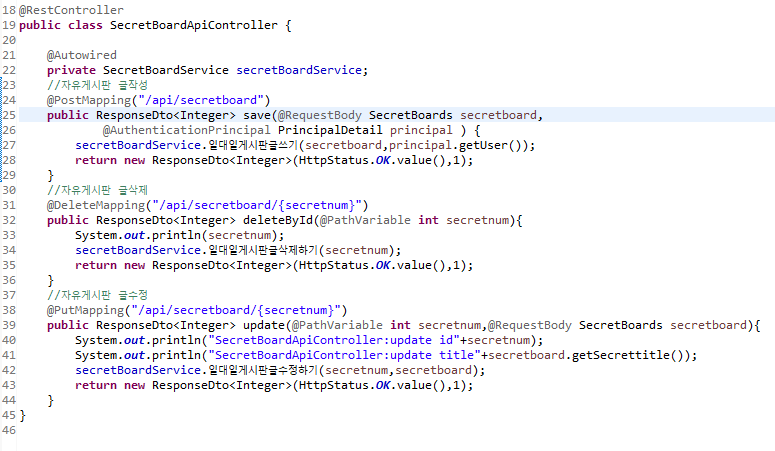 18 @RestController
19 public class SecretBoardApiController {
20
21     @Autowired
22     private SecretBoardService secretBoardService;
23     //자유게시판 글작성
24     @PostMapping("/api/secretboard")
25     public ResponseDto<Integer> save(@RequestBody SecretBoards secretboard,
26             @AuthenticationPrincipal PrincipalDetail principal ) {
27         secretBoardService.일대일게시판글쓰기(secretboard,principal.getUser());
28         return new ResponseDto<Integer>(HttpStatus.OK.value(),1);
29     }
30     //자유게시판 글삭제
31     @DeleteMapping("/api/secretboard/{secretnum}")
32     public ResponseDto<Integer> deleteById(@PathVariable int secretnum){
33         System.out.println(secretnum);
34         secretBoardService.일대일게시판글삭제하기(secretnum);
35         return new ResponseDto<Integer>(HttpStatus.OK.value(),1);
36     }
37     //자유게시판 글수정
38     @PutMapping("/api/secretboard/{secretnum}")
39     public ResponseDto<Integer> update(@PathVariable int secretnum,@RequestBody SecretBoards secretboard){
40         System.out.println("SecretBoardApiController:update id"+secretnum);
41         System.out.println("SecretBoardApiController:update title"+secretboard.getSecrettitle());
42         secretBoardService.일대일게시판글수정하기(secretnum,secretboard);
43         return new ResponseDto<Integer>(HttpStatus.OK.value(),1);
44     }
45 }
46